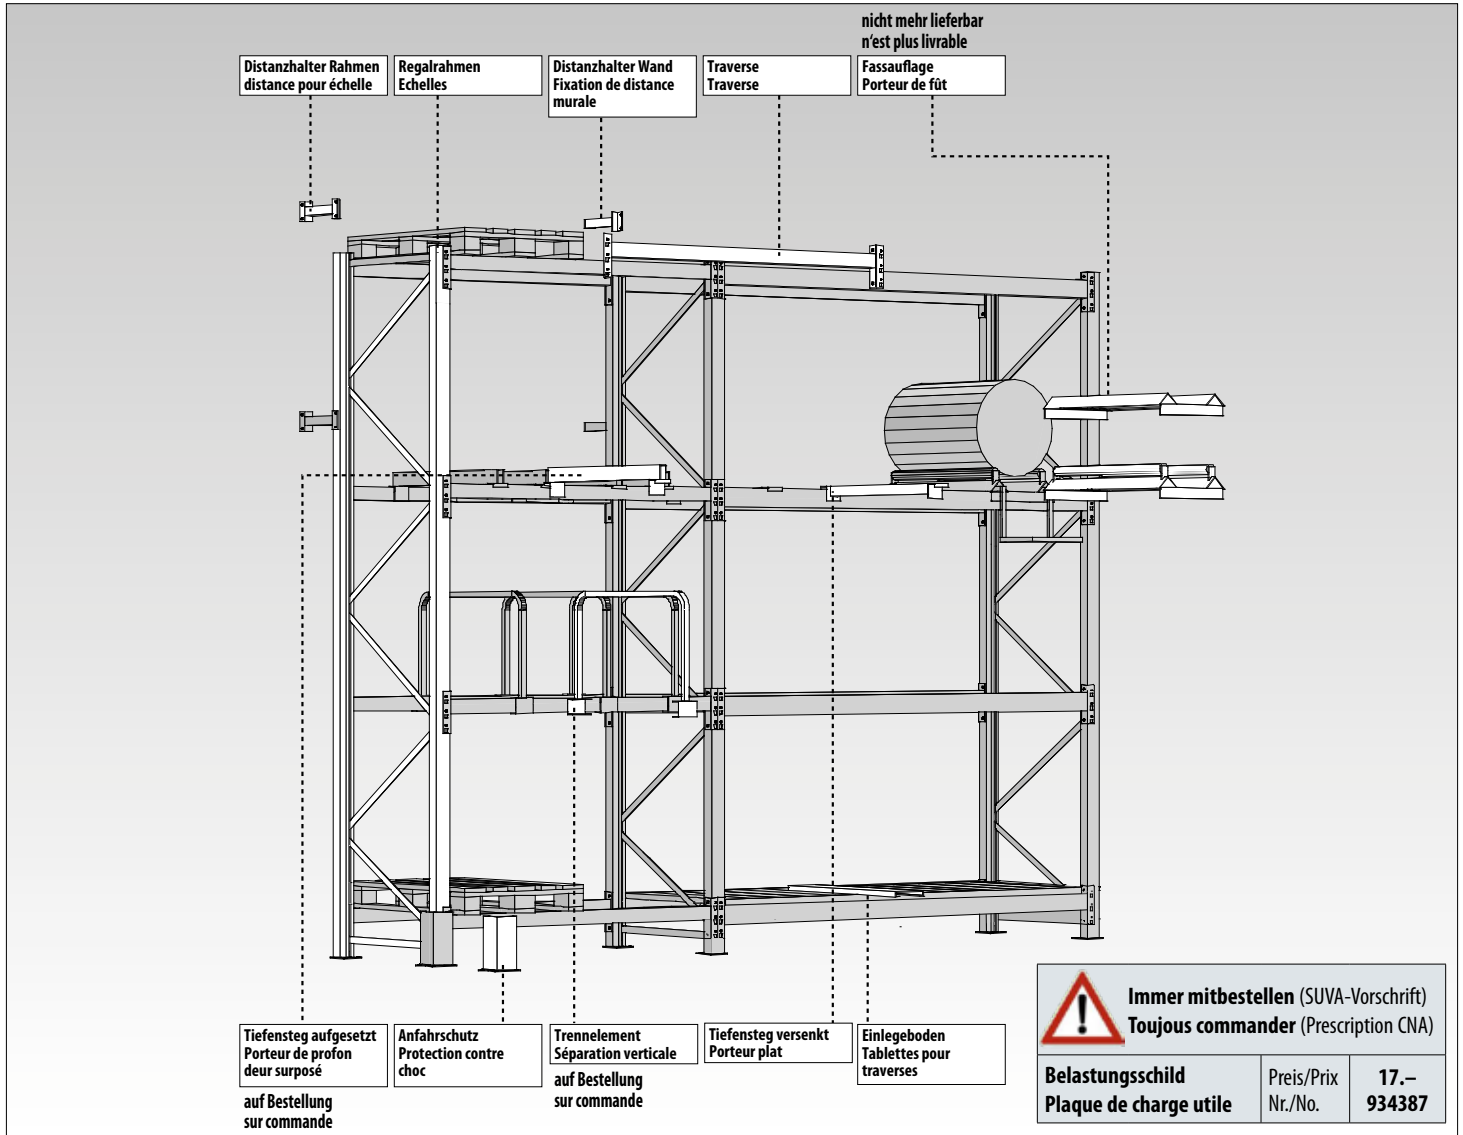 nicht mehr lieferbar
n'est plus livrable
Distanzhalter Rahmen
distance pour échelle
Regalrahmen
Echelles
Distanzhalter Wand
Fixation de distance
murale
Traverse
Traverse
Fassauflage
Porteur de fût
Tiefensteg aufgesetzt
Porteur de profon
deur surposé
auf Bestellung
sur commande
Anfahrschutz
Protection contre
choc
Trennelement
Séparation verticale
auf Bestellung
sur commande
Tiefensteg versenkt
Porteur plat
Einlegeboden
Tablettes pour
traverses
Immer mitbestellen (SUVA-Vorschrift)
Toujous commander (Prescription CNA)
Belastungsschild
Plaque de charge utile
Preis/Prix
Nr./No.
17.–
934387